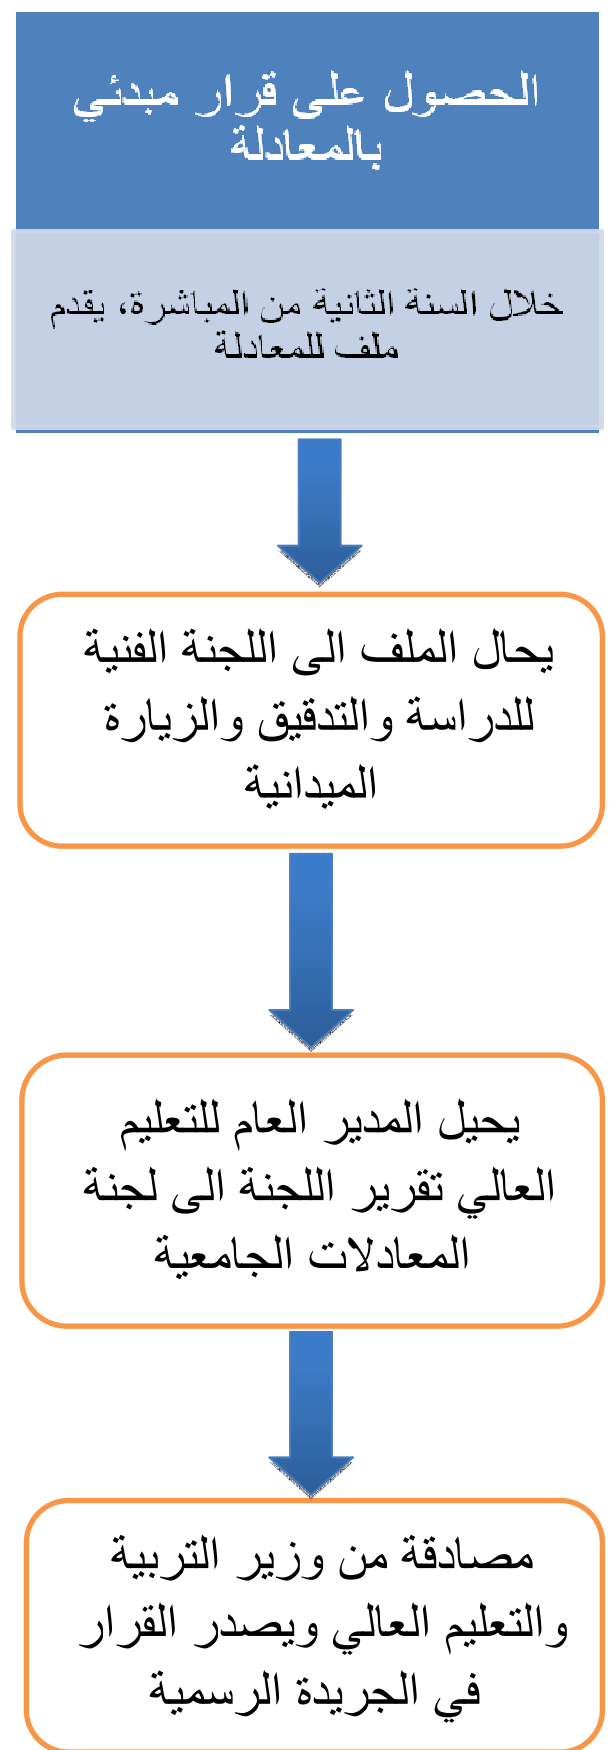 الحصول على قرار مبدئي
بالمعادلة
خلال السنة الثانية من المباشرة، يقدم
ملف للمعادلة
يحال الملف الى اللجنة الفنية
للدراسة والتدقيق والزيارة
الميدانية
يحيل المدير العام للتعليم
العالي تقرير اللجنة الى لجنة
المعادلات الجامعية
مصادقة من وزير التربية
والتعليم العالي ويصدر القرار
في الجريدة الرسمية